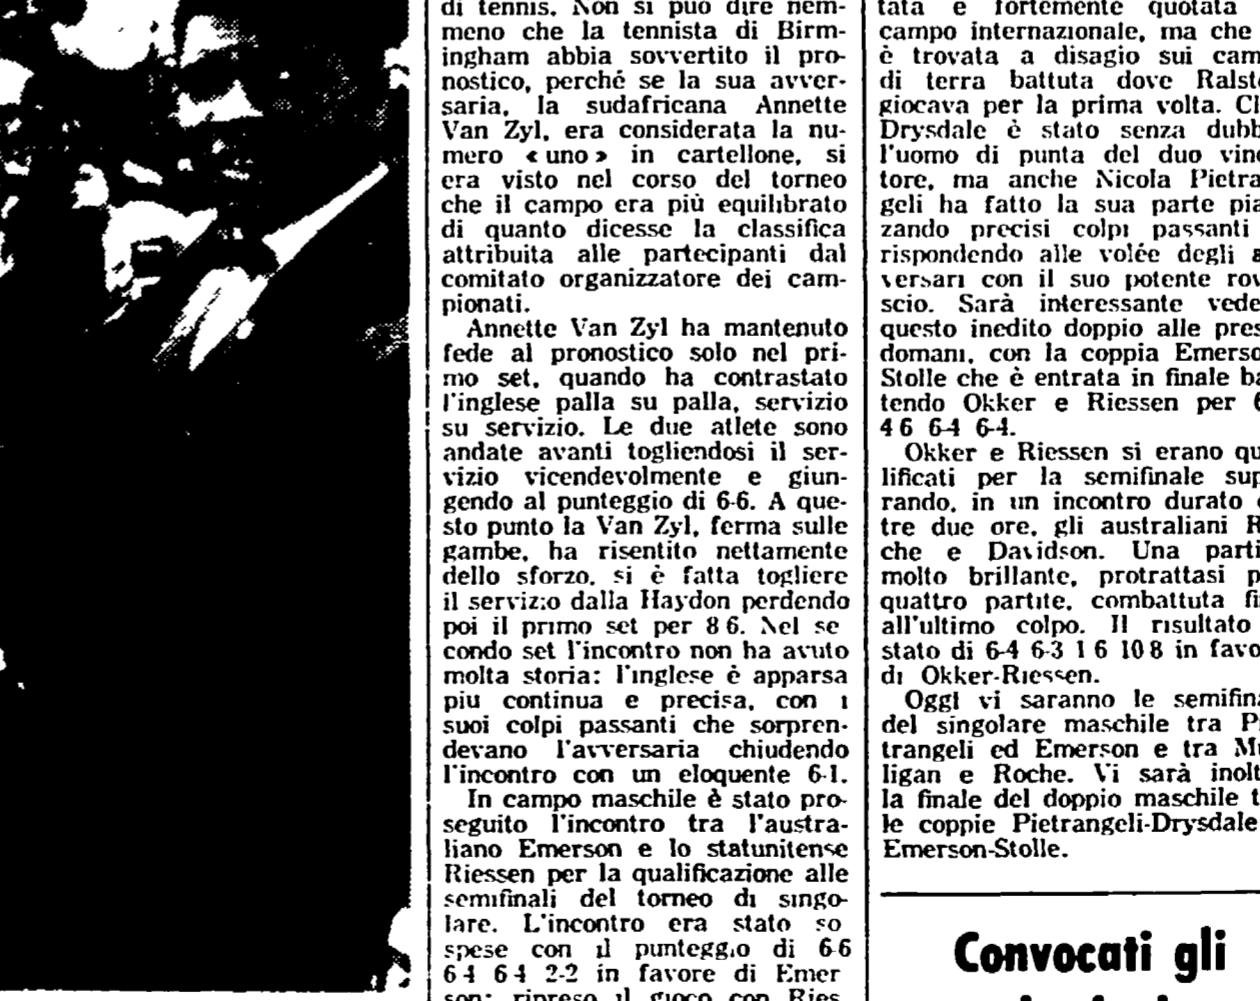 di tennis. Non si può dire nem-
meno che la tennista di Birm-
ingham abbia sovvertito il pro-
nostico, perché se la sua avver-
saria, la sudafricana Annette
Van Zyl, era considerata la nu-
mero « uno » in cartellone, si
era visto nel corso del torneo
che il campo era più equilibrato
di quanto dicesse la classifica
attribuita alle partecipanti dal
comitato organizzatore dei cam-
pionati.
Annette Van Zyl ha mantenuto
fede al pronostico solo nel pri-
mo set, quando ha contrastato
l'inglese palla su palla, servizio
su servizio. Le due atlete sono
andate avanti togliendosi il ser-
vizio vicendevolmente e giun-
gendo al punteggio di 6-6. A que-
sto punto la Van Zyl, ferma sulle
gambe, ha risentito nettamente
dello sforzo, si è fatta togliere
il servizio dalla Haydon perdendo
poi il primo set per 8 6. Nel se
condo set l'incontro non ha avuto
molta storia: l'inglese è apparsa
piu continua e precisa, con i
suoi colpi passanti che sorpren-
devano l'avversaria chiudendo
l'incontro con un eloquente 6-1.
In campo maschile è stato pro-
seguito l'incontro tra l'austra-
liano Emerson e lo statunitense
Riessen per la qualificazione alle
semifinali del torneo di singo-
lare. L'incontro era stato so
spese con il punteggio di 6-6
6 4 6 4 2-2 in favore di Emer
son: ripreso il gioco con Ries
tata e fortemente quotata
campo internazionale, ma che
è trovata a disagio sui cam
di terra battuta dove Ralst
giocava per la prima volta. Cl
Drysdale è stato senza dubb
l'uomo di punta del duo vinc
tore, ma anche Nicola Pietra
geli ha fatto la sua parte pia
zando precisi colpi passanti
rispondendo alle volée degli a
versari con il suo potente rov
scio. Sarà interessante vede
questo inedito doppio alle pres
domani, con la coppia Emerso
Stolle che è entrata in finale ba
tendo Okker e Riessen per 6
4 6 6-4 6-4.
Okker e Riessen si erano qu
lificati per la semifinale sup
rando, in un incontro durato
tre due ore, gli australiani R
che e Davidson. Una parti
molto brillante, protrattasi p
quattro partite, combattuta fi
all'ultimo colpo. Il risultato
stato di 6-4 6-3 1 6 10 8 in favo
di Okker-Riessen.
Oggi vi saranno le semifina
del singolare maschile tra P
trangeli ed Emerson e tra Mu
ligan e Roche. Vi sarà inolt
la finale del doppio maschile t
le coppie Pietrangeli-Drysdale
Emerson-Stolle.
Convocati gli